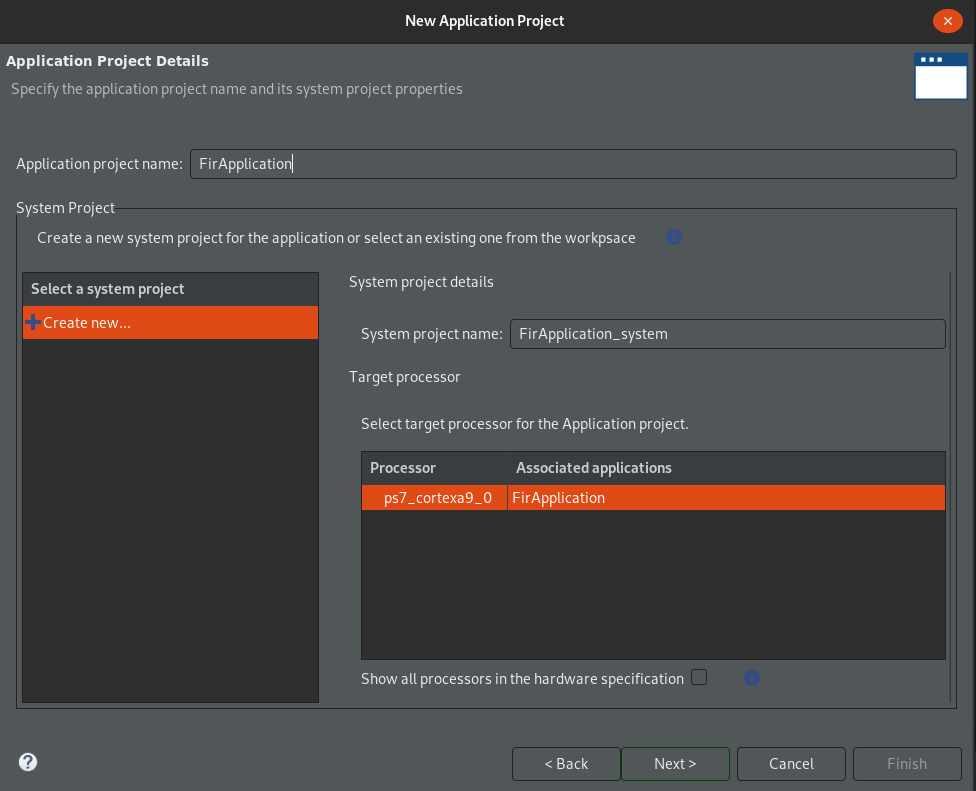 New Application Project
Application Project Details
Specify the application project name and its system project properties
Application project name: FirApplication
System Project
Create a new system project for the application or select an existing one from the workpsace
Select a system project
Create new...
System project details
System project name: FirApplication_system
Target processor
Select target processor for the Application project.
Processor Associated applications
ps7_cortexa9_0 FirApplication
Show all processors in the hardware specification
< Back Next > Cancel Finish